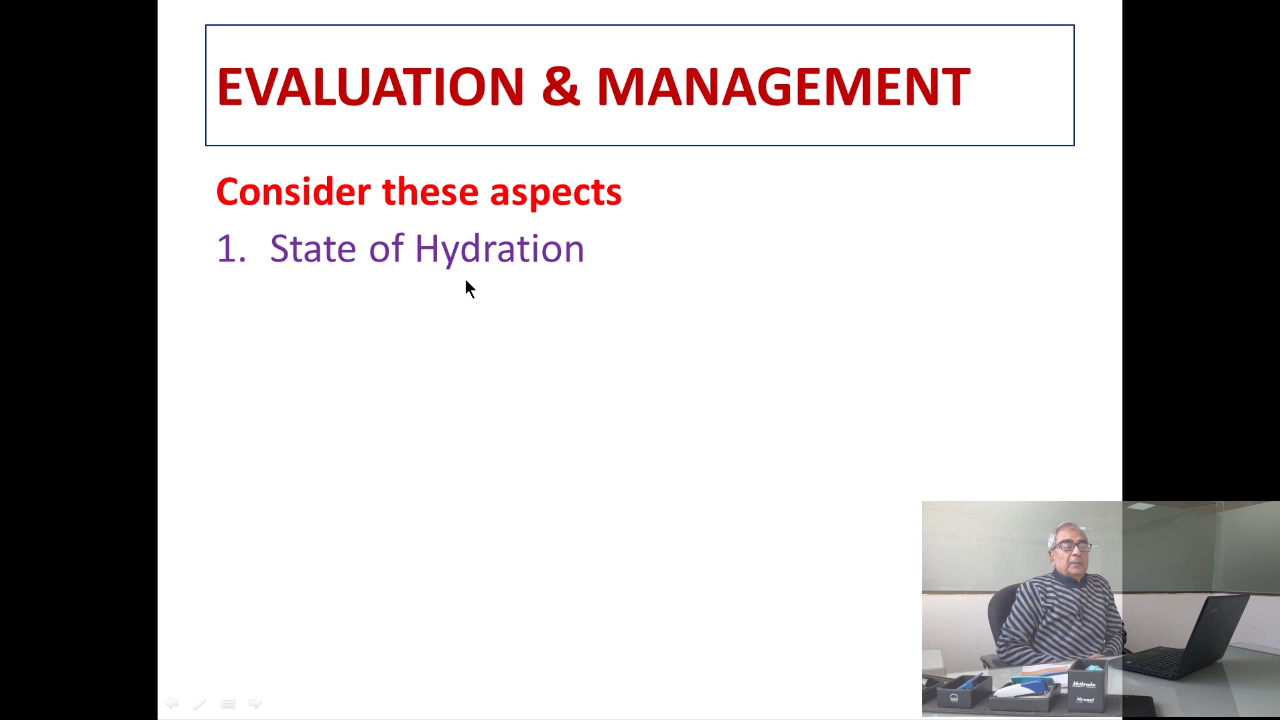 EVALUATION & MANAGEMENT
Consider these aspects
1. State of Hydration